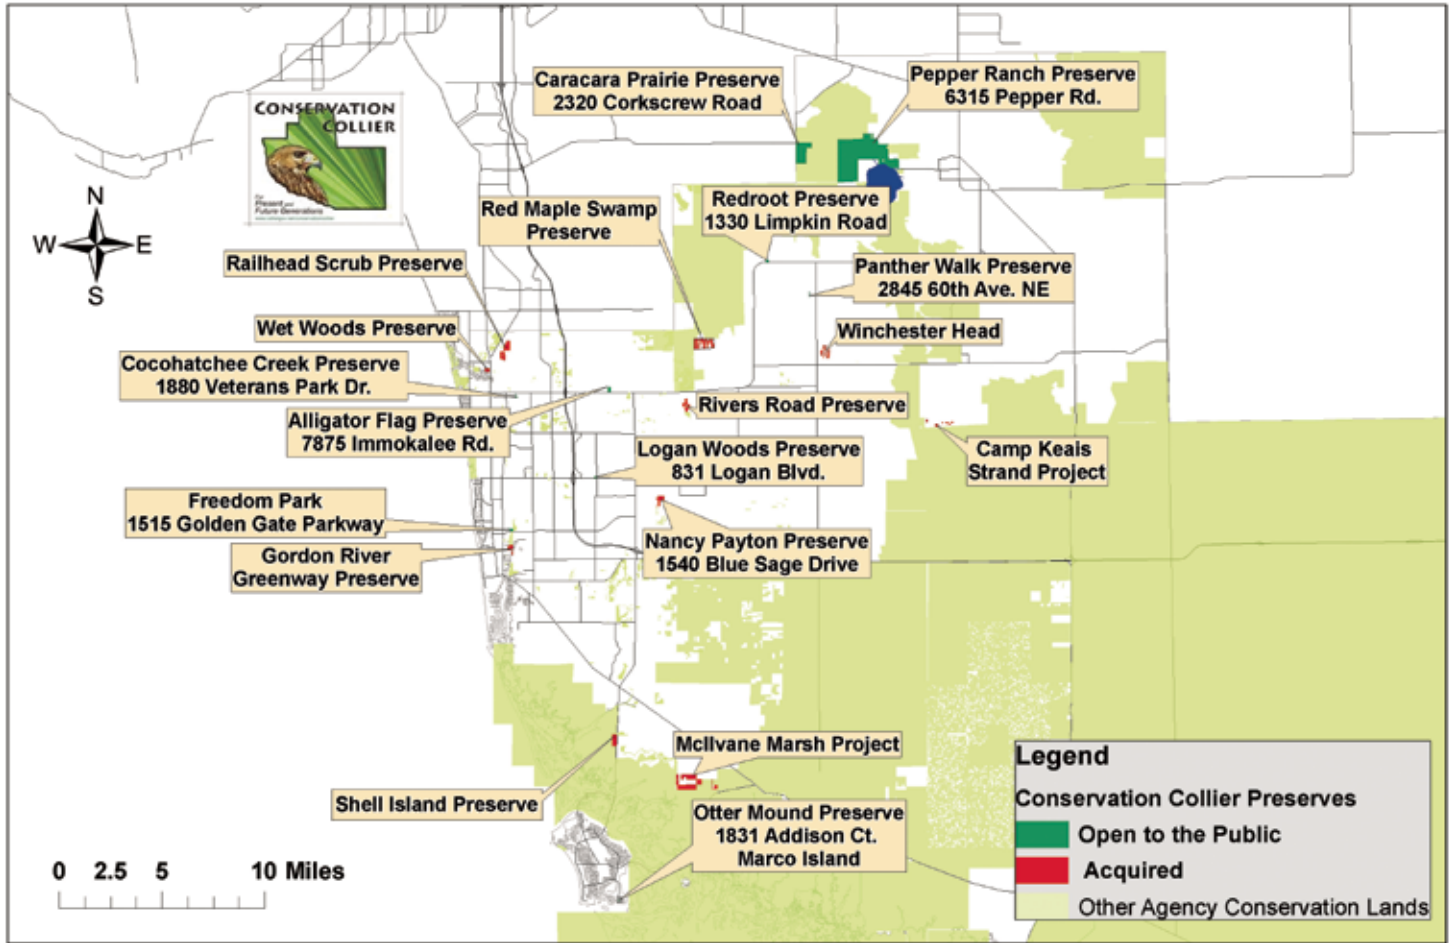 CONSERVATION
COLLIER
For
Present and
Future Generations
N
W
E
S
Caracara Prairie Preserve
2320 Corkscrew Road
Pepper Ranch Preserve
6315 Pepper Rd.
Red Maple Swamp
Preserve
Redroot Preserve
1330 Limpkin Road
Railhead Scrub Preserve
Panther Walk Preserve
2845 60th Ave. NE
Wet Woods Preserve
Winchester Head
Cocohatchee Creek Preserve
1880 Veterans Park Dr.
Alligator Flag Preserve
7875 Immokalee Rd.
Rivers Road Preserve
Logan Woods Preserve
831 Logan Blvd.
Camp Keais
Strand Project
Freedom Park
1515 Golden Gate Parkway
Gordon River
Greenway Preserve
Nancy Payton Preserve
1540 Blue Sage Drive
McIlvane Marsh Project
Shell Island Preserve
Otter Mound Preserve
1831 Addison Ct.
Marco Island
0 2.5 5 10 Miles
Legend
Conservation Collier Preserves
Open to the Public
Acquired
Other Agency Conservation Lands